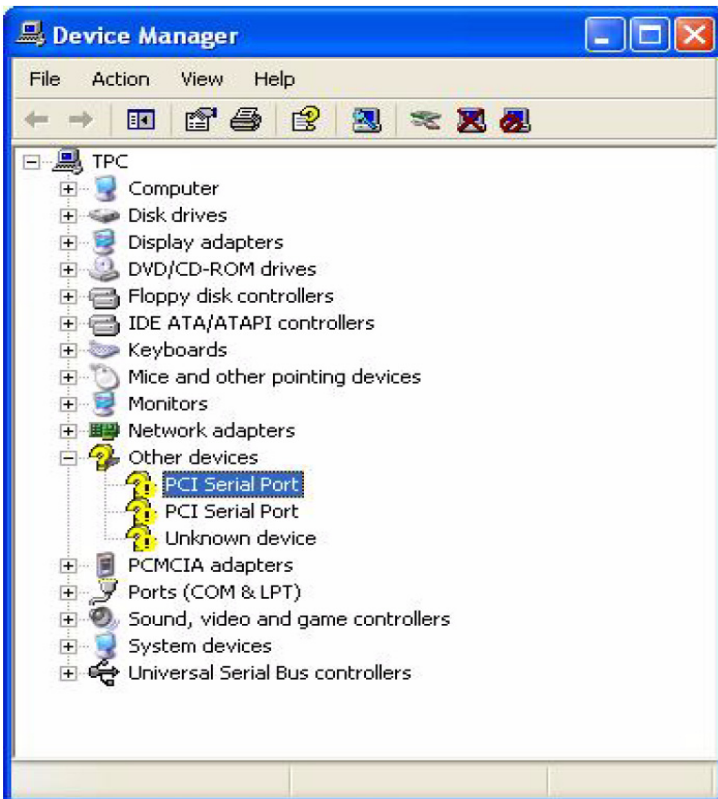 Device Manager
File Action View Help
TPC
Computer
Disk drives
Display adapters
DVD/CD-ROM drives
Floppy disk controllers
IDE ATA/ATAPI controllers
Keyboards
Mice and other pointing devices
Monitors
Network adapters
Other devices
PCI Serial Port
PCI Serial Port
Unknown device
PCMCIA adapters
Ports (COM & LPT)
Sound, video and game controllers
System devices
Universal Serial Bus controllers